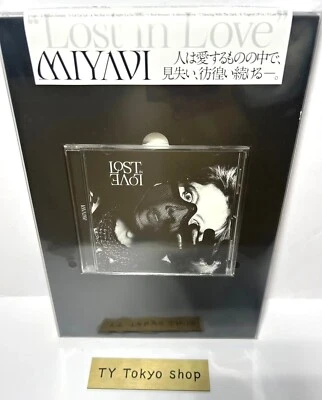 Lost in Love
MIYAVI
人は愛するものの中で、
見失い、彷徨い続ける―。
LOST
IN
LOVE
MIYAVI
TY Tokyo shop